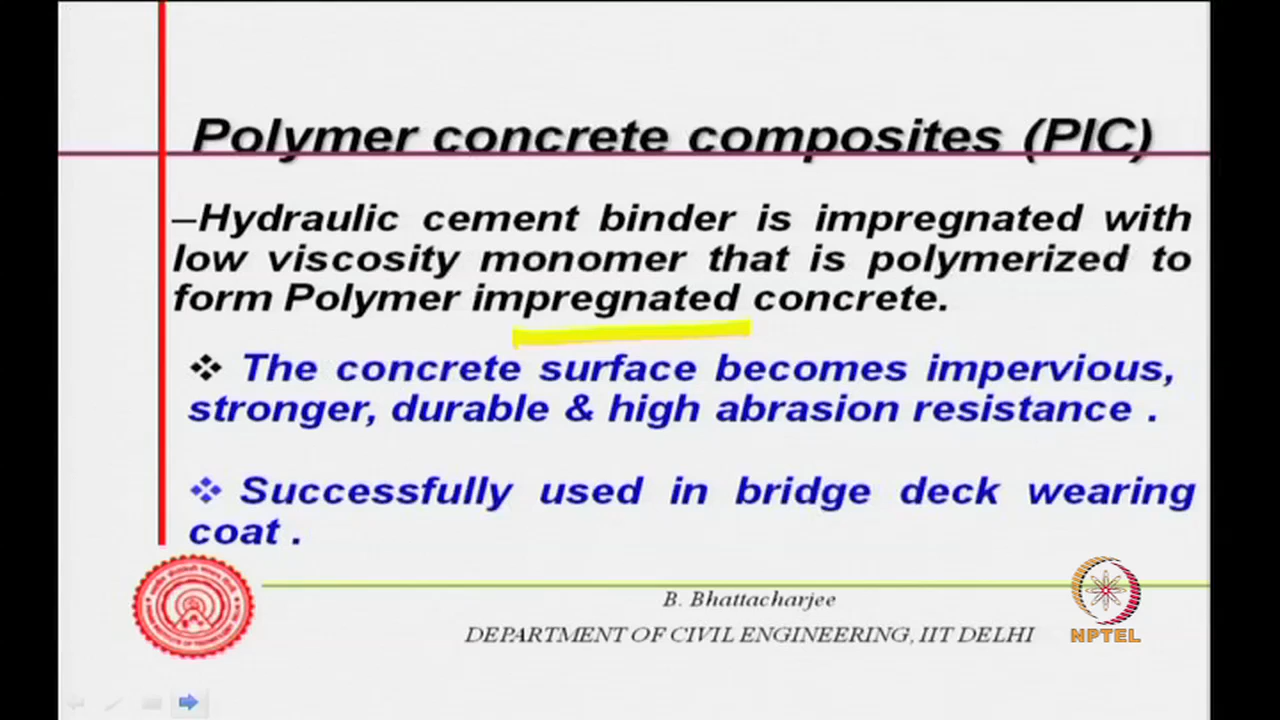 Polymer concrete composites (PIC)
–Hydraulic cement binder is impregnated with
low viscosity monomer that is polymerized to
form Polymer impregnated concrete.
❖ The concrete surface becomes impervious,
stronger, durable & high abrasion resistance .
❖ Successfully used in bridge deck wearing
coat .
B. Bhattacharjee
DEPARTMENT OF CIVIL ENGINEERING, IIT DELHI
NPTEL